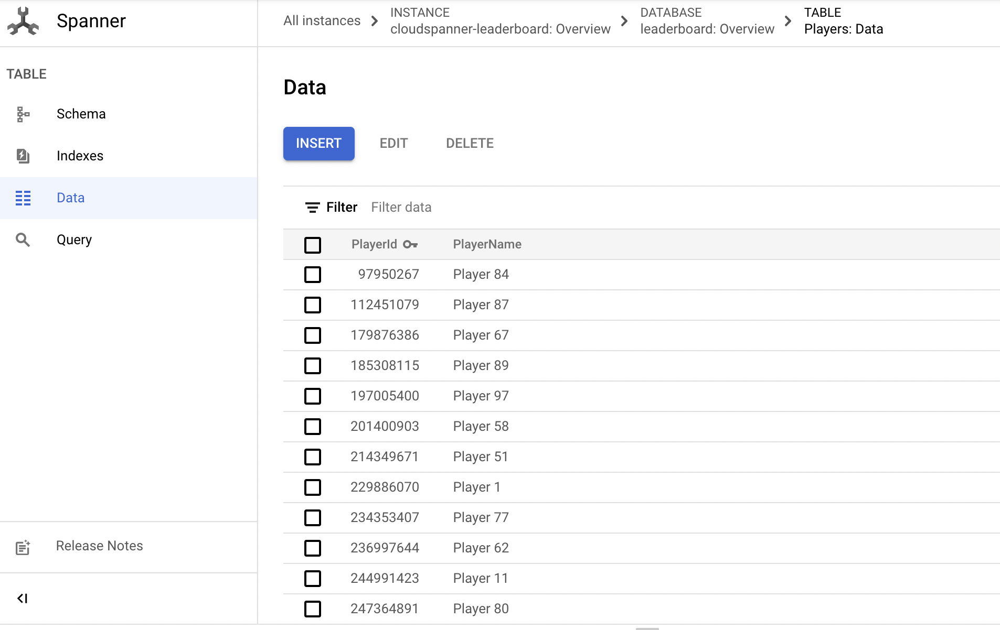 Spanner
All instances
INSTANCE
cloudspanner-leaderboard: Overview
DATABASE
leaderboard: Overview
TABLE
Players: Data
TABLE
Schema
Indexes
Data
Query
Release Notes
Data
INSERT EDIT DELETE
Filter Filter data
PlayerId PlayerName
97950267 Player 84
112451079 Player 87
179876386 Player 67
185308115 Player 89
197005400 Player 97
201400903 Player 58
214349671 Player 51
229886070 Player 1
234353407 Player 77
236997644 Player 62
244991423 Player 11
247364891 Player 80